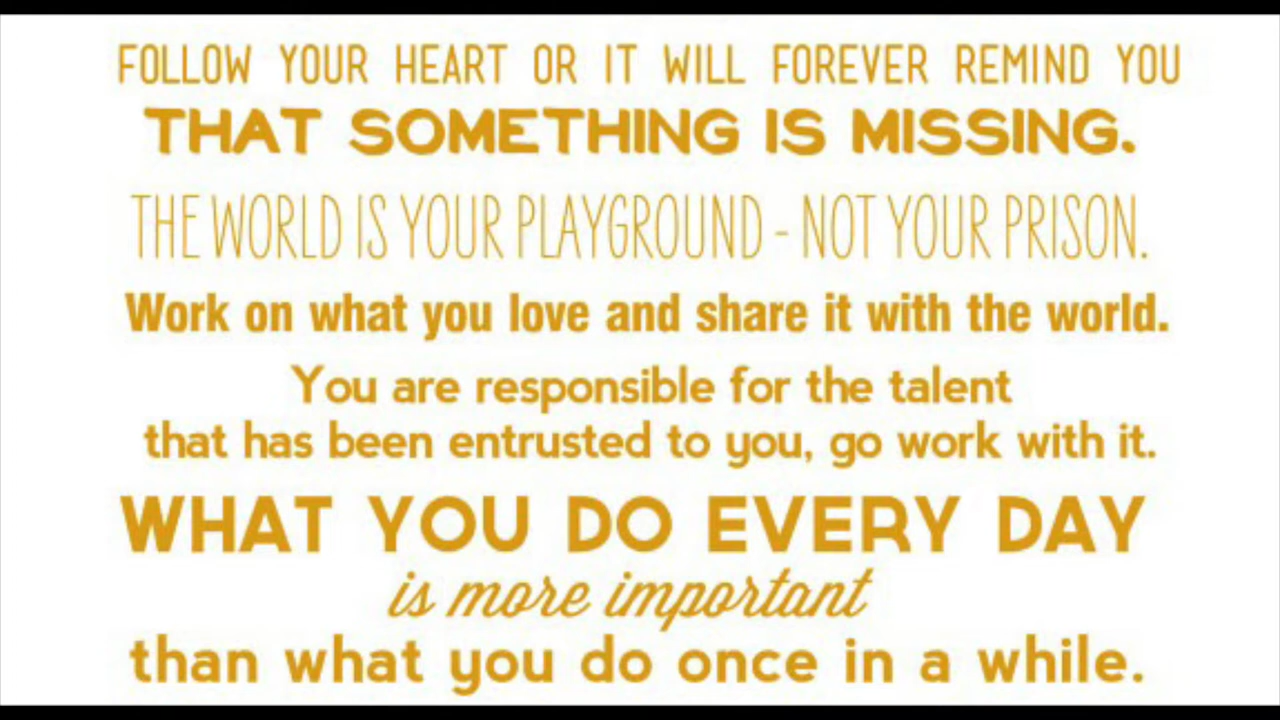 FOLLOW YOUR HEART OR IT WILL FOREVER REMIND YOU
THAT SOMETHING IS MISSING.
THE WORLD IS YOUR PLAYGROUND - NOT YOUR PRISON.
Work on what you love and share it with the world.
You are responsible for the talent
that has been entrusted to you, go work with it.
WHAT YOU DO EVERY DAY
is more important
than what you do once in a while.